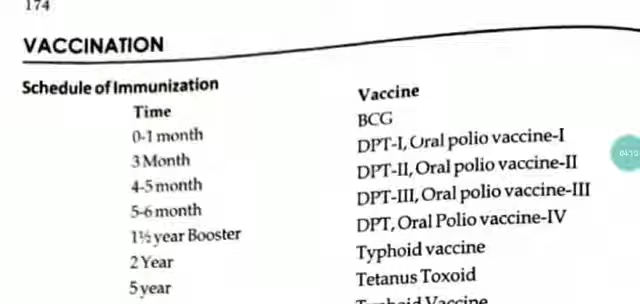 174
VACCINATION
Schedule of Immunization
Time Vaccine
0-1 month BCG
3 Month DPT-I, Oral polio vaccine-I
4-5 month DPT-II, Oral polio vaccine-II
5-6 month DPT-III, Oral polio vaccine-III
1½ year Booster DPT, Oral Polio vaccine-IV
2 Year Typhoid vaccine
5 year Tetanus Toxoid
Typhoid Vaccine